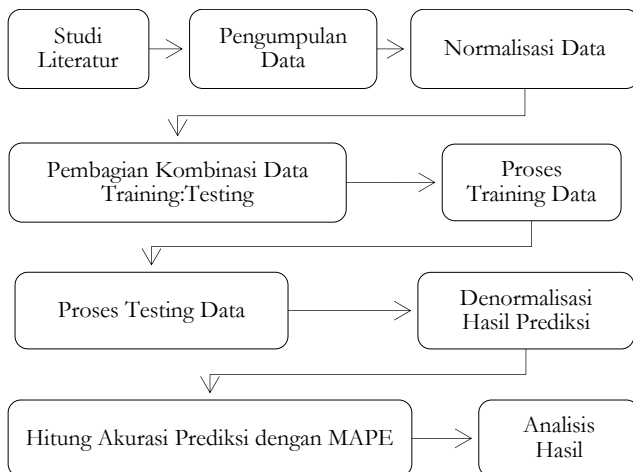 Studi
Literatur
Pengumpulan
Data
Normalisasi Data
Pembagian Kombinasi Data
Training:Testing
Proses
Training Data
Proses Testing Data
Denormalisasi
Hasil Prediksi
Hitung Akurasi Prediksi dengan MAPE
Analisis
Hasil